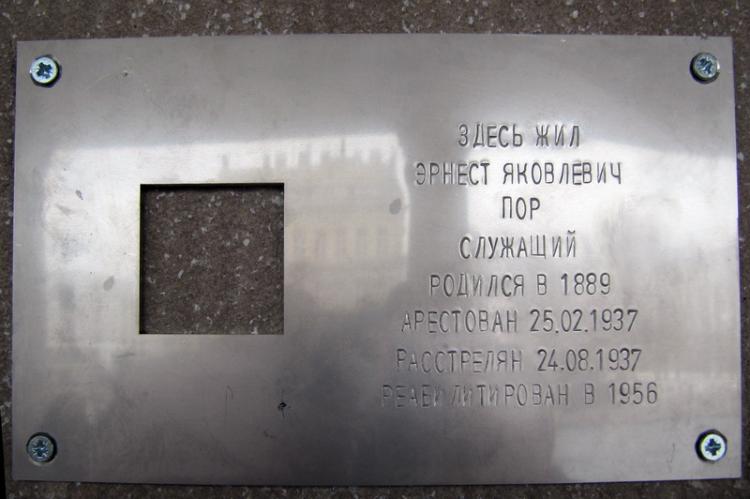 ЗДЕСЬ ЖИЛ
ЭРНЕСТ ЯКОВЛЕВИЧ
ПОР
СЛУЖАЩИЙ
РОДИЛСЯ В 1889
АРЕСТОВАН 25.02.1937
РАССТРЕЛЯН 24.08.1937
РЕАБИЛИТИРОВАН В 1956